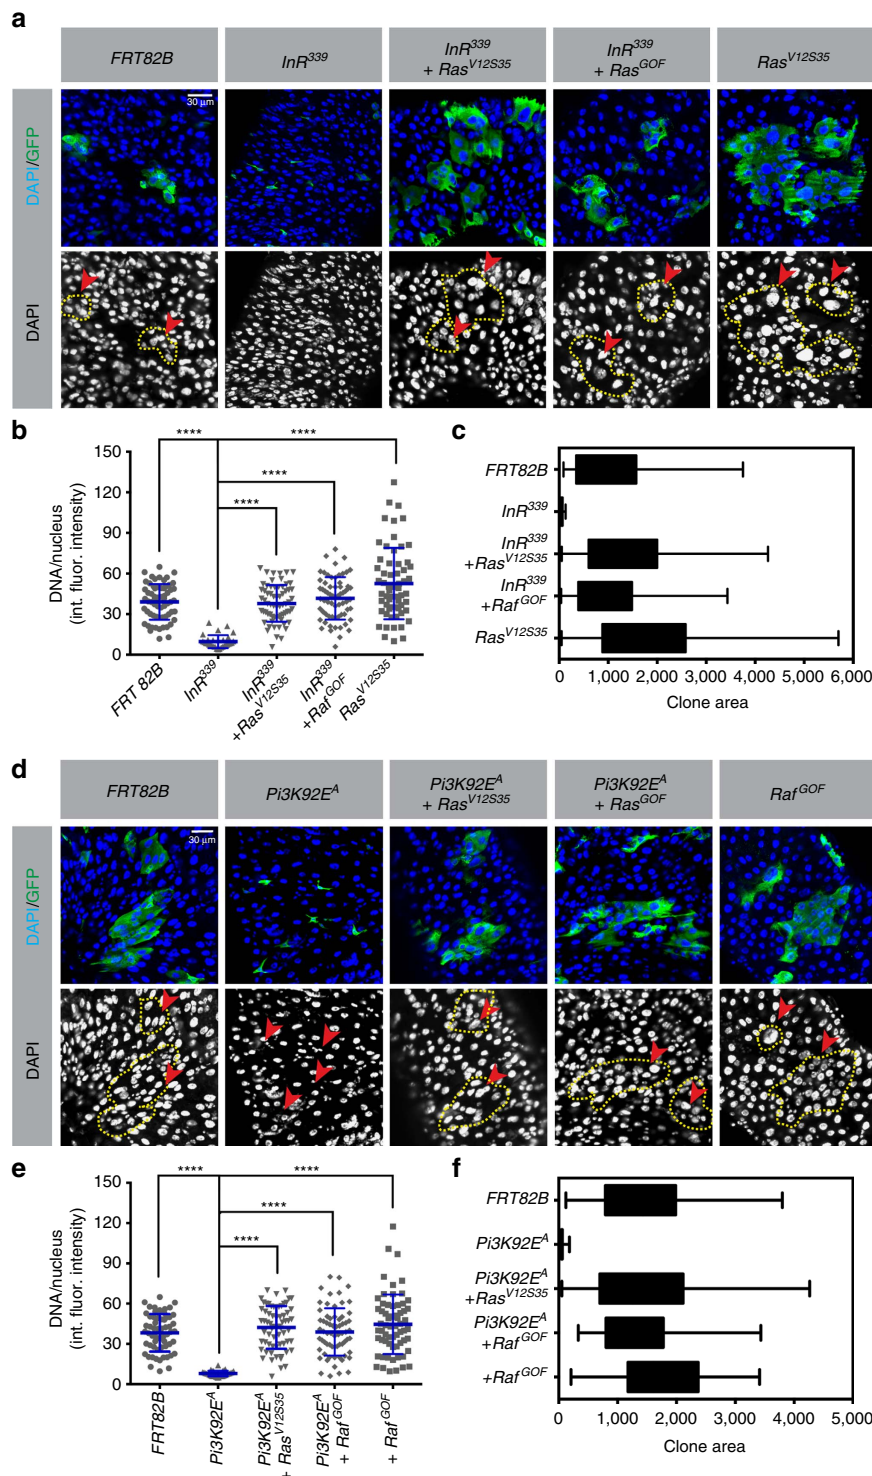 a
FRT82B
InR339
InR339
+ RasV12S35
InR339
+ RasGOF
RasV12S35
DAPI/GFP
30 µm
DAPI
b
DNA/nucleus
(int. fluor. intensity)
150
120
90
60
30
0
****
****
****
****
FRT 82B
InR339
InR339
+RasV12S35
InR339
+RafGOF
RasV12S35
c
FRT82B
InR339
InR339
+RasV12S35
InR339
+RafGOF
RasV12S35
0
1,000
2,000
3,000
4,000
5,000
6,000
Clone area
d
FRT82B
Pi3K92EA
Pi3K92EA
+ RasV12S35
Pi3K92EA
+ RasGOF
RafGOF
DAPI/GFP
30 µm
DAPI
e
DNA/nucleus
(int. fluor. intensity)
150
120
90
60
30
0
****
****
****
****
FRT82B
Pi3K92EA
Pi3K92EA
+ RasV12S35
Pi3K92EA
+ RafGOF
+ RafGOF
f
FRT82B
Pi3K92EA
Pi3K92EA
+RasV12S35
Pi3K92EA
+RafGOF
+RafGOF
0
1,000
2,000
3,000
4,000
5,000
Clone area